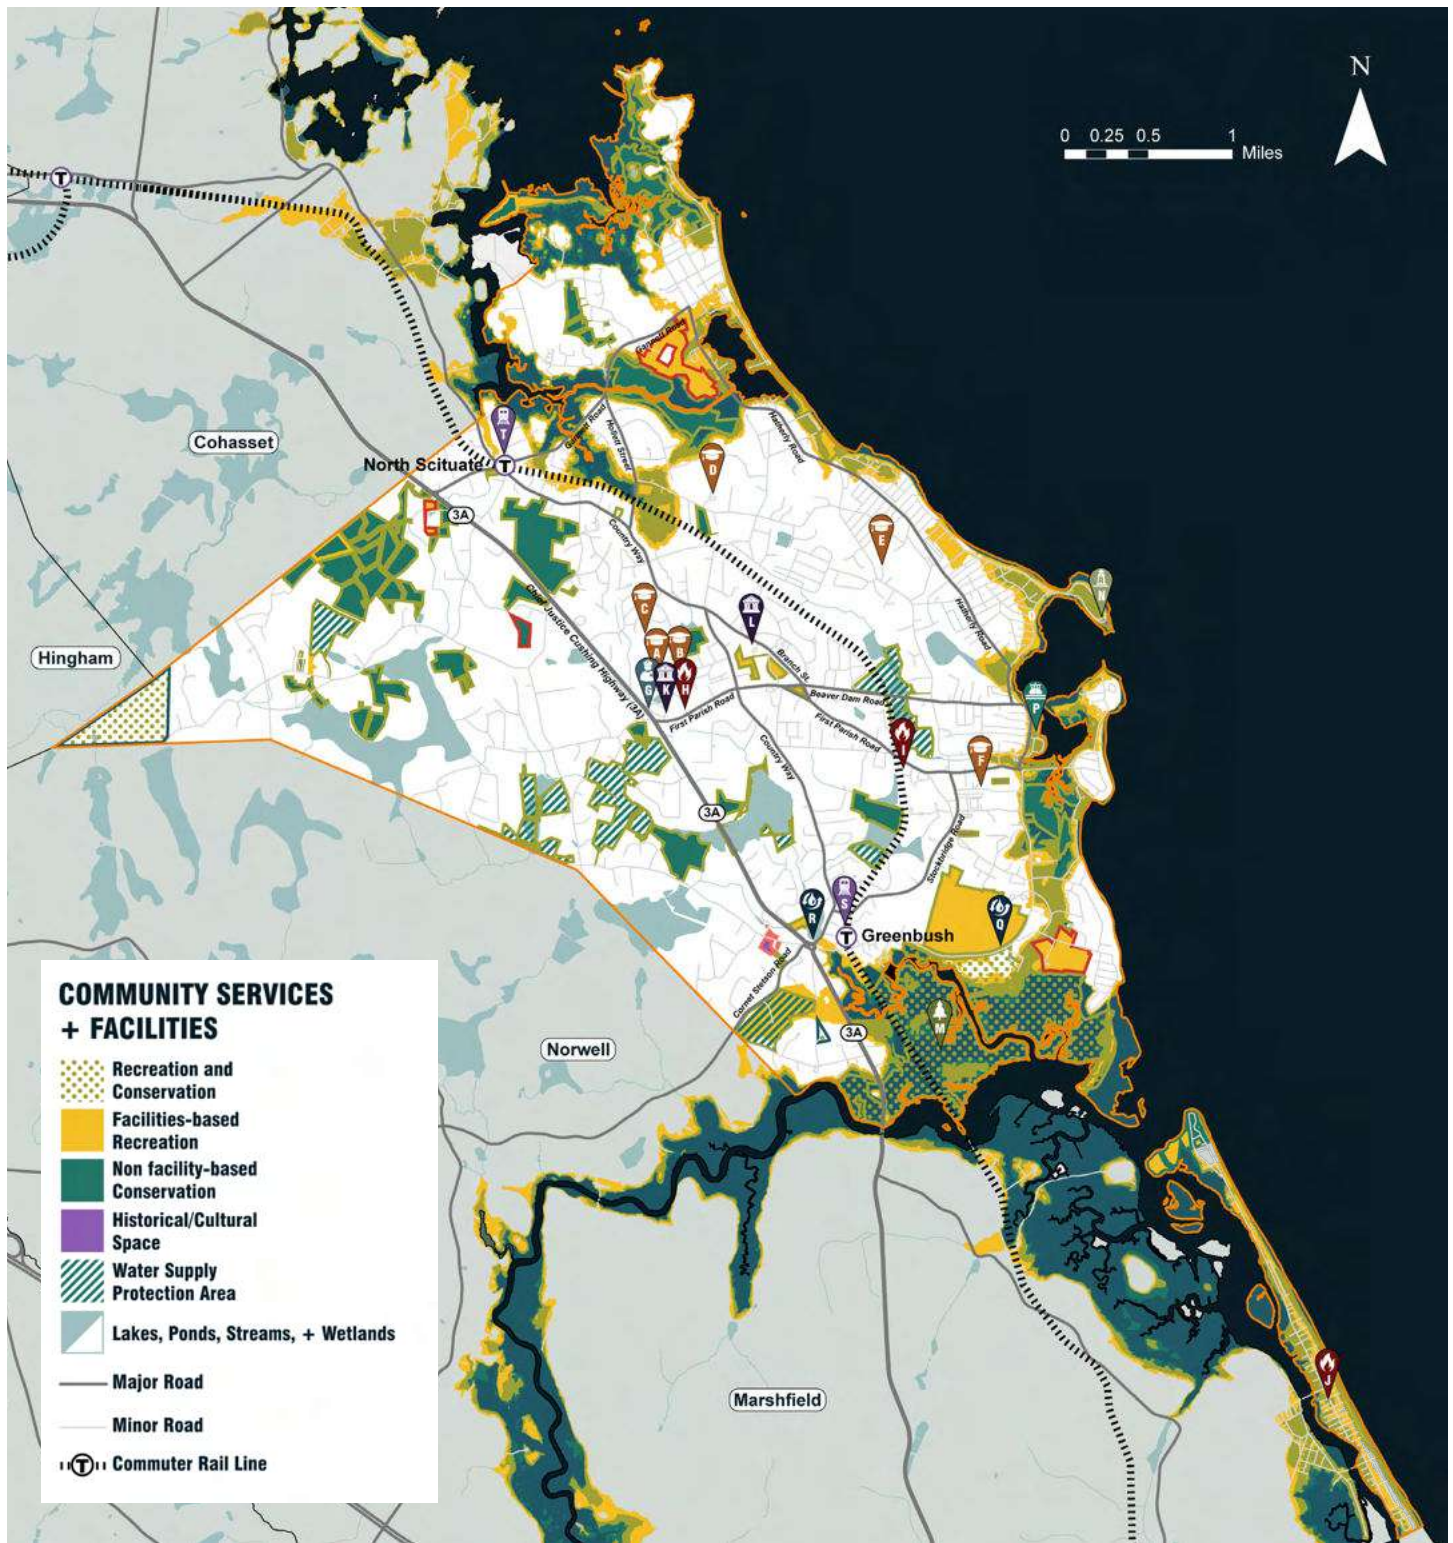 N
0 0.25 0.5 1
Miles
T
Gannett Road
Cohasset
T
Gannett Road
Hollett Street
Hatherly Road
North Scituate
T
D
3A
E
Country Way
Hatherly Road
N
Chief Justice Cushing Highway (3A)
C
L
A
B
Hingham
Branch St
G
K
H
Beaver Dam Road
P
First Parish Road
First Parish Road
I
Country Way
F
3A
Stockbridge Road
S
R
Q
T
Greenbush
Cornet Stetson Road
M
3A
Norwell
J
Marshfield
COMMUNITY SERVICES
+ FACILITIES
Recreation and
Conservation
Facilities-based
Recreation
Non facility-based
Conservation
Historical/Cultural
Space
Water Supply
Protection Area
Lakes, Ponds, Streams, + Wetlands
Major Road
Minor Road
T Commuter Rail Line